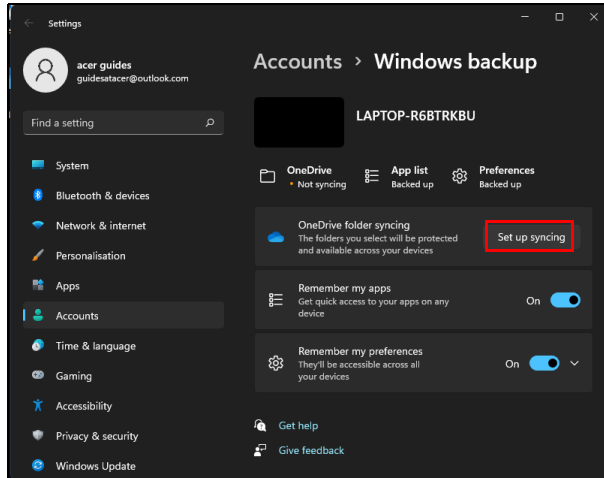 Settings
acer guides
guidesatacer@outlook.com
Find a setting
System
Bluetooth & devices
Network & internet
Personalisation
Apps
Accounts
Time & language
Gaming
Accessibility
Privacy & security
Windows Update
Accounts > Windows backup
LAPTOP-R6BTRKBU
OneDrive
• Not syncing
App list
Backed up
Preferences
Backed up
OneDrive folder syncing
The folders you select will be protected
and available across your devices
Set up syncing
Remember my apps
Get quick access to your apps on any
device
On
Remember my preferences
They'll be accessible across all
your devices
On
Get help
Give feedback